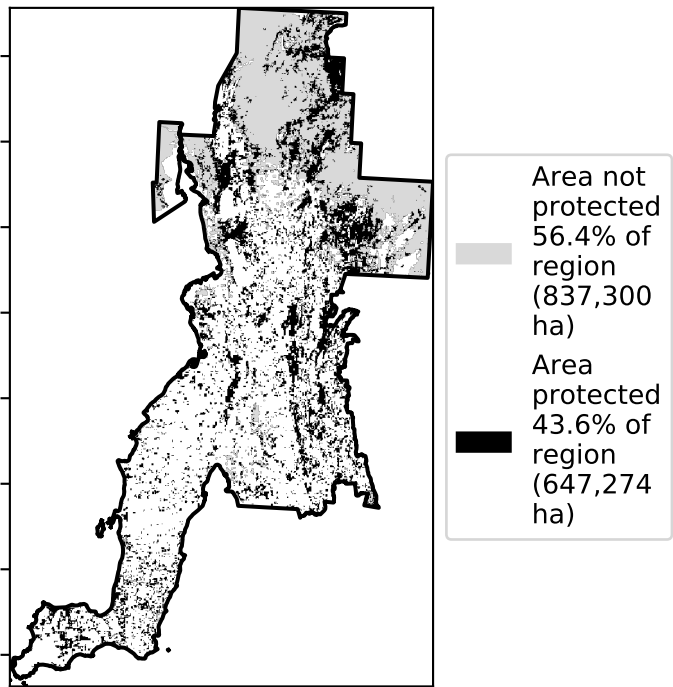 Area not
protected
56.4% of
region
(837,300
ha)
Area
protected
43.6% of
region
(647,274
ha)